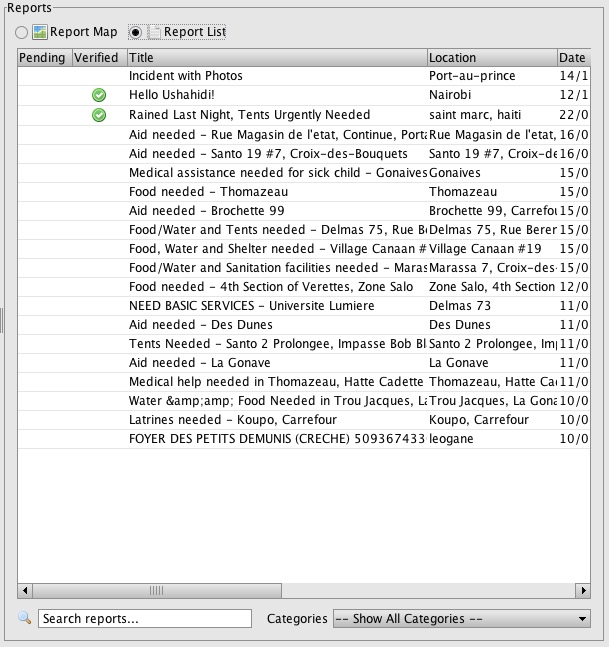 Reports
Report Map Report List
Pending Verified Title Location Date
Incident with Photos Port-au-prince 14/1
Hello Ushahidi! Nairobi 12/1
Rained Last Night, Tents Urgently Needed saint marc, haiti 22/0
Aid needed – Rue Magasin de l'etat, Continue, Porta Rue Magasin de l'etat, 16/0
Aid needed – Santo 19 #7, Croix-des-Bouquets Santo 19 #7, Croix-de 16/0
Medical assistance needed for sick child – Gonaives Gonaives 15/0
Food needed – Thomazeau Thomazeau 15/0
Aid needed – Brochette 99 Brochette 99, Carrefou 15/0
Food/Water and Tents needed – Delmas 75, Rue Be Delmas 75, Rue Berer 15/0
Food, Water and Shelter needed – Village Canaan # Village Canaan #19 15/0
Food/Water and Sanitation facilities needed – Maras Marassa 7, Croix-des- 15/0
Food needed – 4th Section of Verettes, Zone Salo Zone Salo, 4th Section 12/0
NEED BASIC SERVICES – Universite Lumiere Delmas 73 11/0
Aid needed – Des Dunes Des Dunes 11/0
Tents Needed – Santo 2 Prolongee, Impasse Bob Bl Santo 2 Prolongee, Im 11/0
Aid needed – La Gonave La Gonave 11/0
Medical help needed in Thomazeau, Hatte Cadette Thomazeau, Hatte Ca 11/0
Water &amp;amp; Food Needed in Trou Jacques, La Trou Jacques, La Gona 10/0
Latrines needed – Koupo, Carrefour Koupo, Carrefour 10/0
FOYER DES PETITS DEMUNIS (CRECHE) 509367433 leogane 10/0
Search reports... Categories -- Show All Categories --